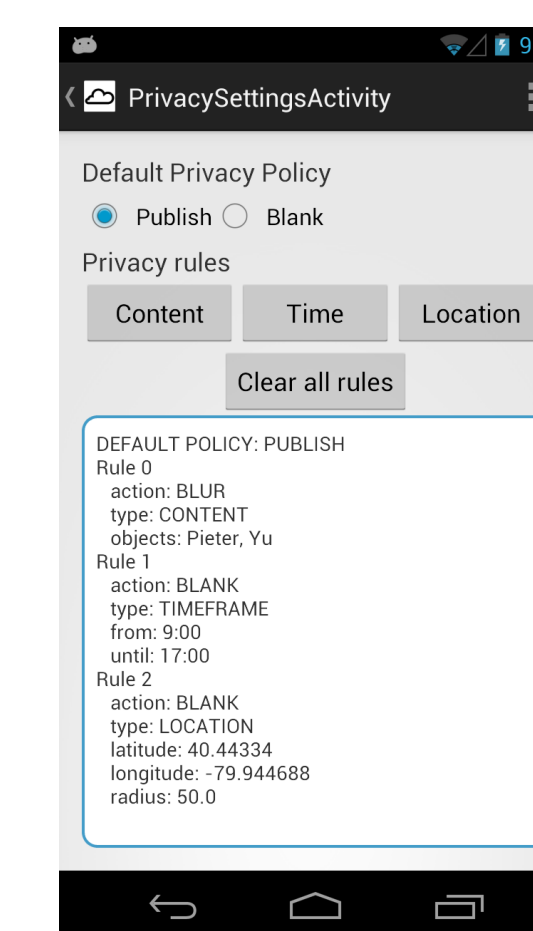 9
PrivacySettingsActivity
Default Privacy Policy
Publish Blank
Privacy rules
Content Time Location
Clear all rules
DEFAULT POLICY: PUBLISH
Rule 0
action: BLUR
type: CONTENT
objects: Pieter, Yu
Rule 1
action: BLANK
type: TIMEFRAME
from: 9:00
until: 17:00
Rule 2
action: BLANK
type: LOCATION
latitude: 40.44334
longitude: -79.944688
radius: 50.0